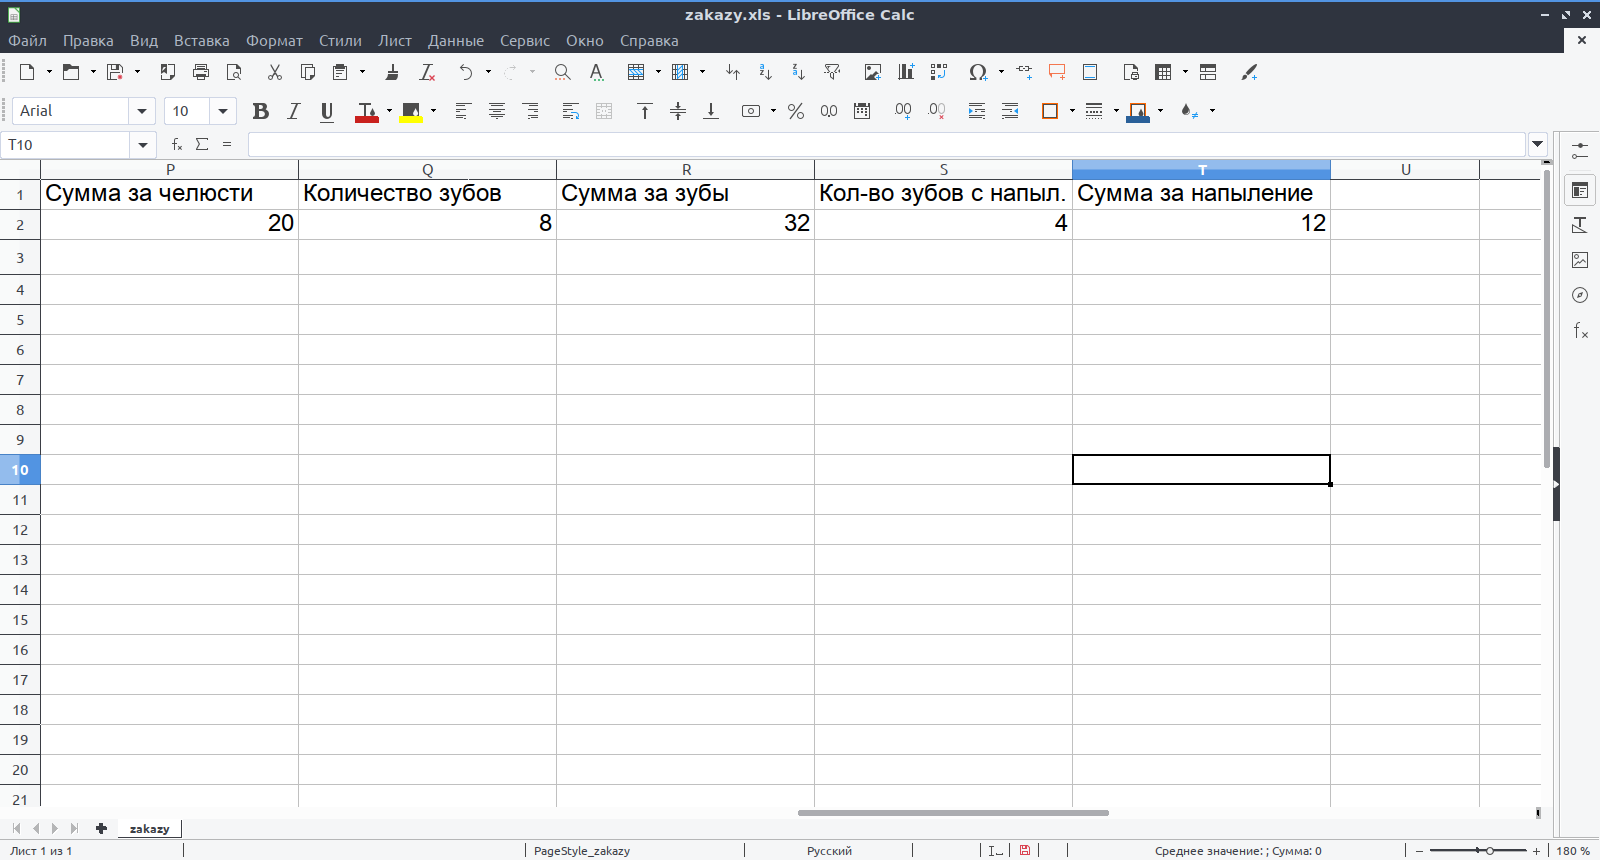 zakazy.xls - LibreOffice Calc
Файл Правка Вид Вставка Формат Стили Лист Данные Сервис Окно Справка
Arial 10
T10
P Q R S T U
1 Сумма за челюсти Количество зубов Сумма за зубы Кол-во зубов с напыл. Сумма за напыление
2 20 8 32 4 12
3
4
5
6
7
8
9
10
11
12
13
14
15
16
17
18
19
20
21
zakazy
Лист 1 из 1 PageStyle_zakazy Русский Среднее значение: ; Сумма: 0 180 %